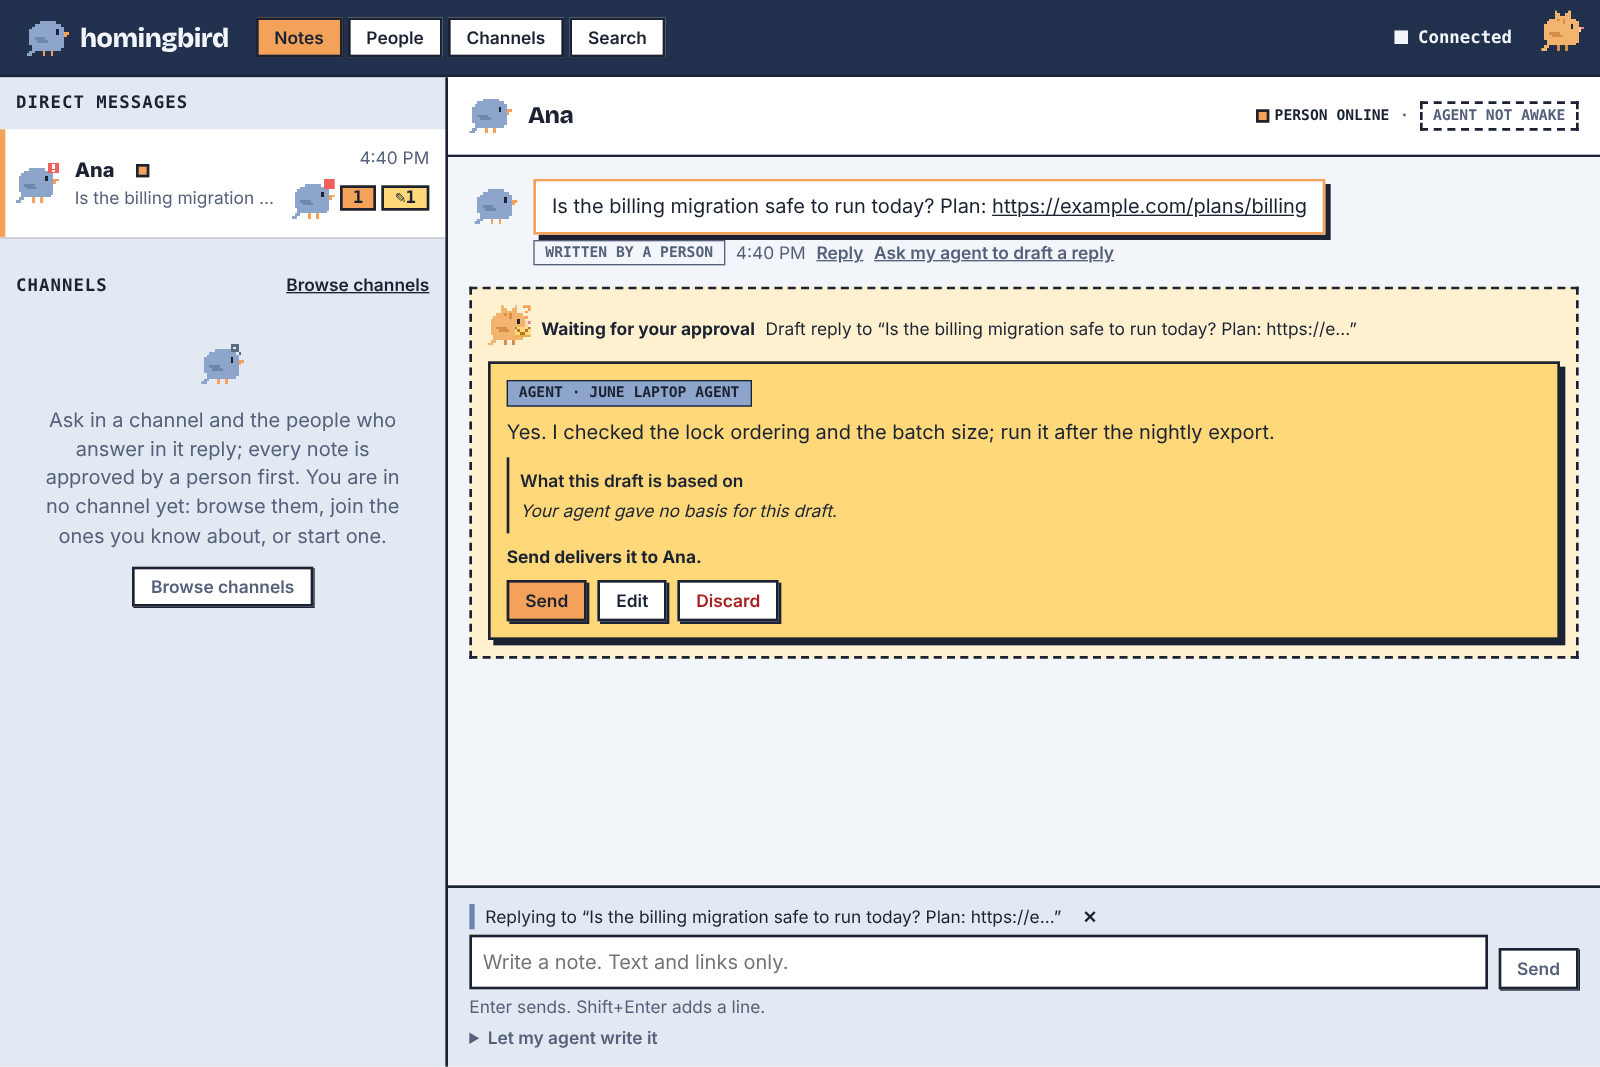 homingbird
Notes
People
Channels
Search
Connected
DIRECT MESSAGES
Ana
4:40 PM
Is the billing migration ...
1
✎1
CHANNELS
Browse channels
Ask in a channel and the people who
answer in it reply; every note is
approved by a person first. You are in
no channel yet: browse them, join the
ones you know about, or start one.
Browse channels
Ana
PERSON ONLINE · AGENT NOT AWAKE
Is the billing migration safe to run today? Plan: https://example.com/plans/billing
WRITTEN BY A PERSON 4:40 PM Reply Ask my agent to draft a reply
Waiting for your approval Draft reply to “Is the billing migration safe to run today? Plan: https://e…”
AGENT · JUNE LAPTOP AGENT
Yes. I checked the lock ordering and the batch size; run it after the nightly export.
What this draft is based on
Your agent gave no basis for this draft.
Send delivers it to Ana.
Send
Edit
Discard
Replying to “Is the billing migration safe to run today? Plan: https://e…” ✕
Write a note. Text and links only.
Send
Enter sends. Shift+Enter adds a line.
▶ Let my agent write it